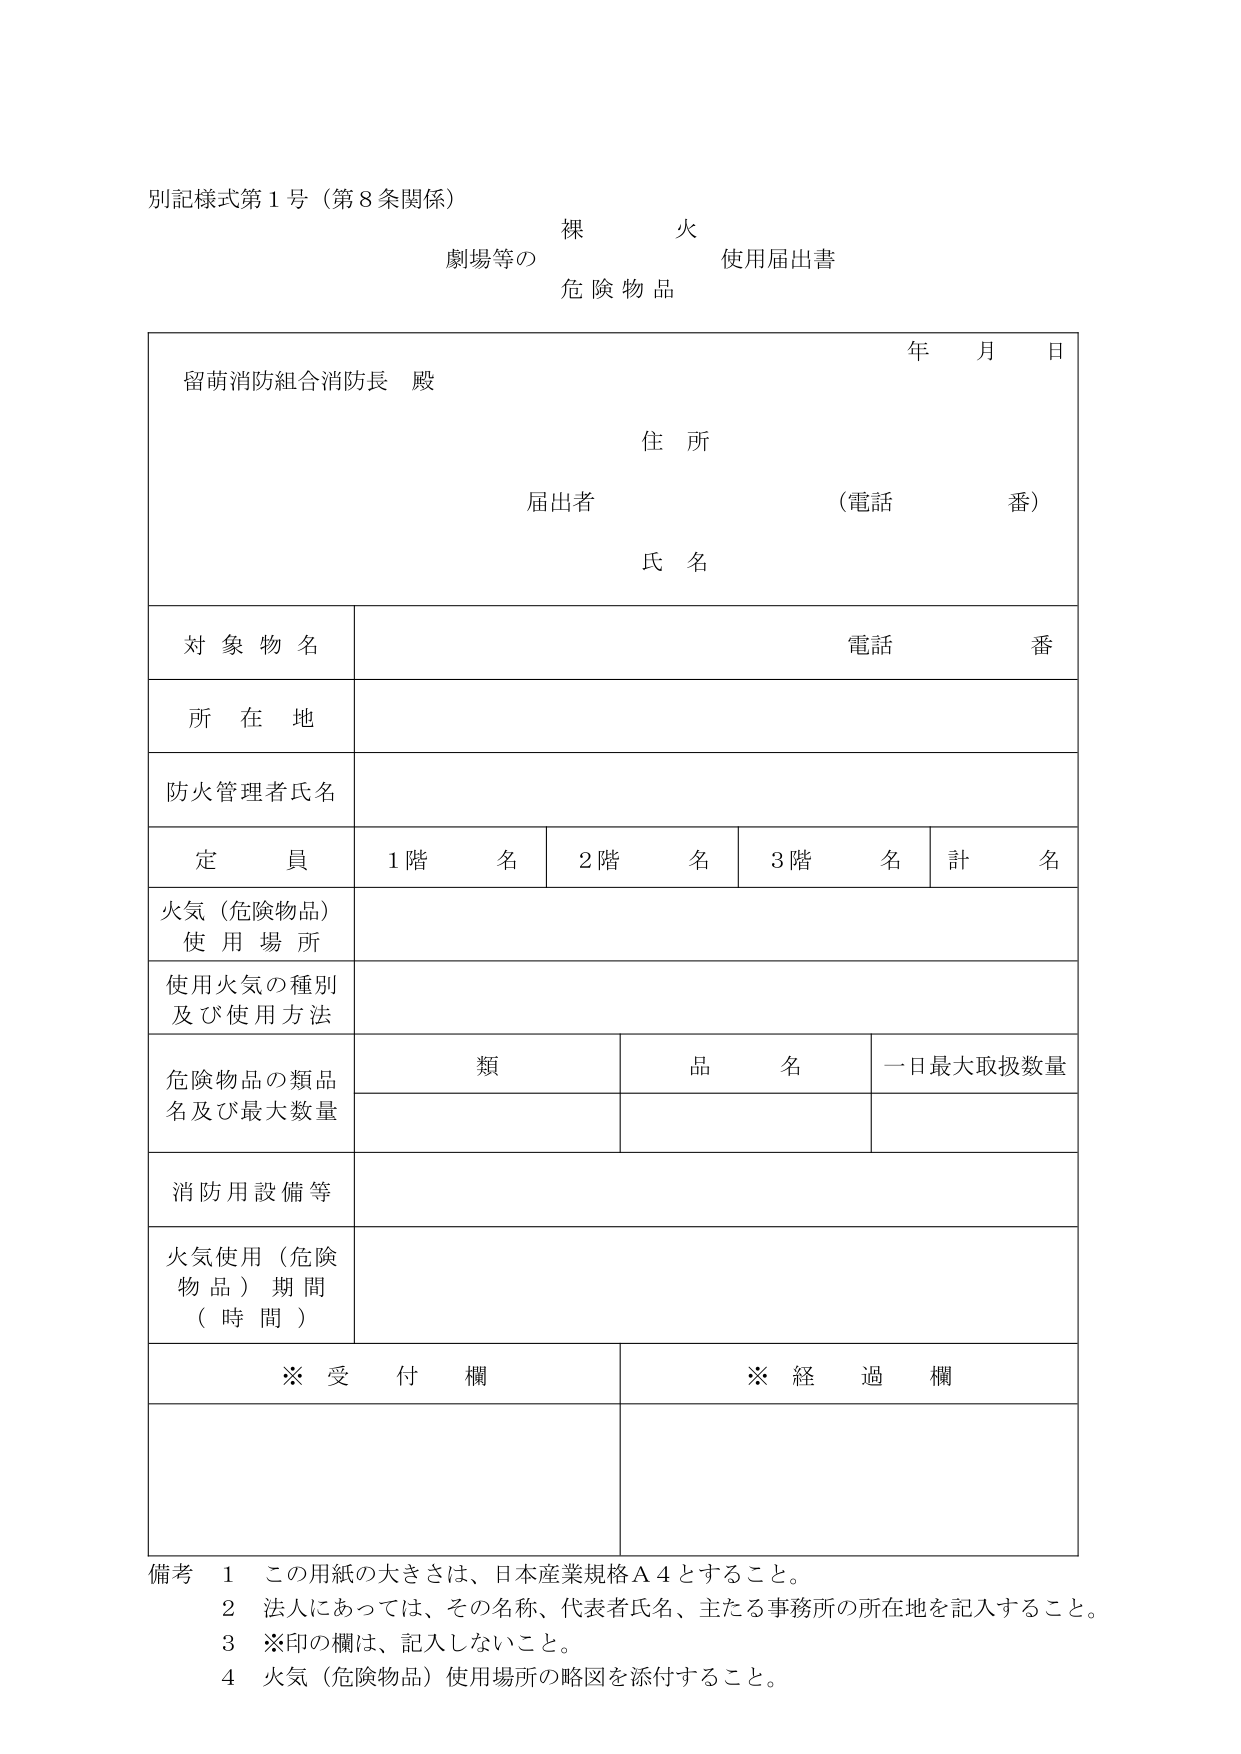 別記様式第１号（第８条関係）
裸　　　　火
劇場等の　　　　　　　　使用届出書
危険物品
年　　月　　日
留萌消防組合消防長　殿
住　所
届出者　　　　　　　　　　（電話　　　　　番）
氏　名
対象物名　　電話　　　　　　番
所在地
防火管理者氏名
定　　　員　　１階　　　名　　２階　　　名　　３階　　　名　　計　　　名
火気（危険物品）
使用場所
使用火気の種別
及び使用方法
類　　品　　　名　　一日最大取扱数量
危険物品の類品
名及び最大数量
消防用設備等
火気使用（危険
物品）期間
（時間）
※　受　　付　　欄　　※　経　　過　　欄
備考　１　この用紙の大きさは、日本産業規格Ａ４とすること。
２　法人にあっては、その名称、代表者氏名、主たる事務所の所在地を記入すること。
３　※印の欄は、記入しないこと。
４　火気（危険物品）使用場所の略図を添付すること。